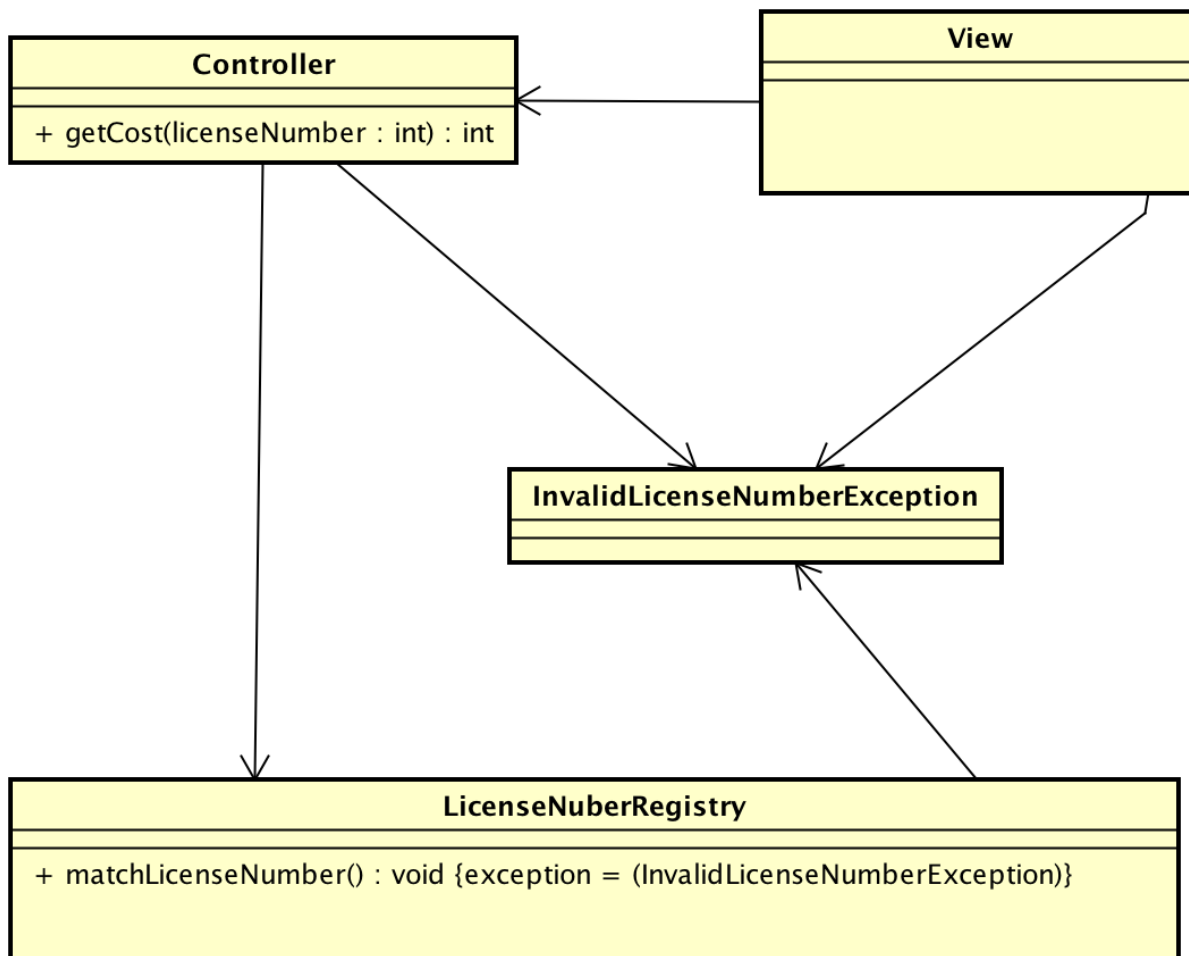 View
Controller
+ getCost(licenseNumber : int) : int
InvalidLicenseNumberException
LicenseNuberRegistry
+ matchLicenseNumber() : void {exception = (InvalidLicenseNumberException)}